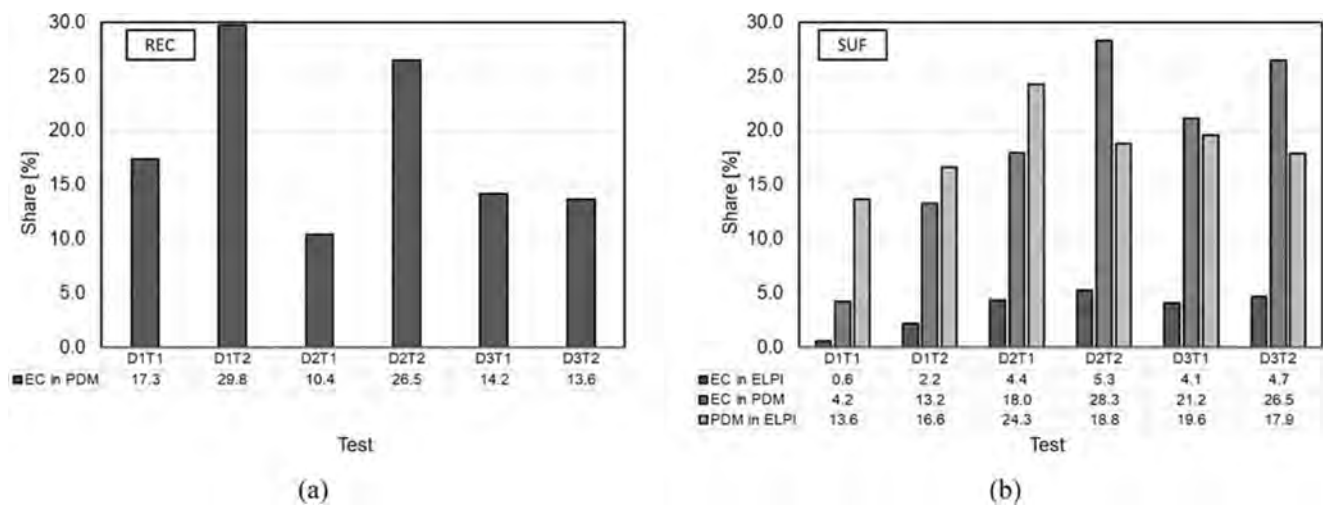 REC
30.0
25.0
20.0
15.0
10.0
5.0
0.0
Share [%]
D1T1 D1T2 D2T1 D2T2 D3T1 D3T2
EC in PDM 17.3 29.8 10.4 26.5 14.2 13.6
Test
(a)
SUF
30.0
25.0
20.0
15.0
10.0
5.0
0.0
Share [%]
D1T1 D1T2 D2T1 D2T2 D3T1 D3T2
EC in ELPI 0.6 2.2 4.4 5.3 4.1 4.7
EC in PDM 4.2 13.2 18.0 28.3 21.2 26.5
PDM in ELPI 13.6 16.6 24.3 18.8 19.6 17.9
Test
(b)